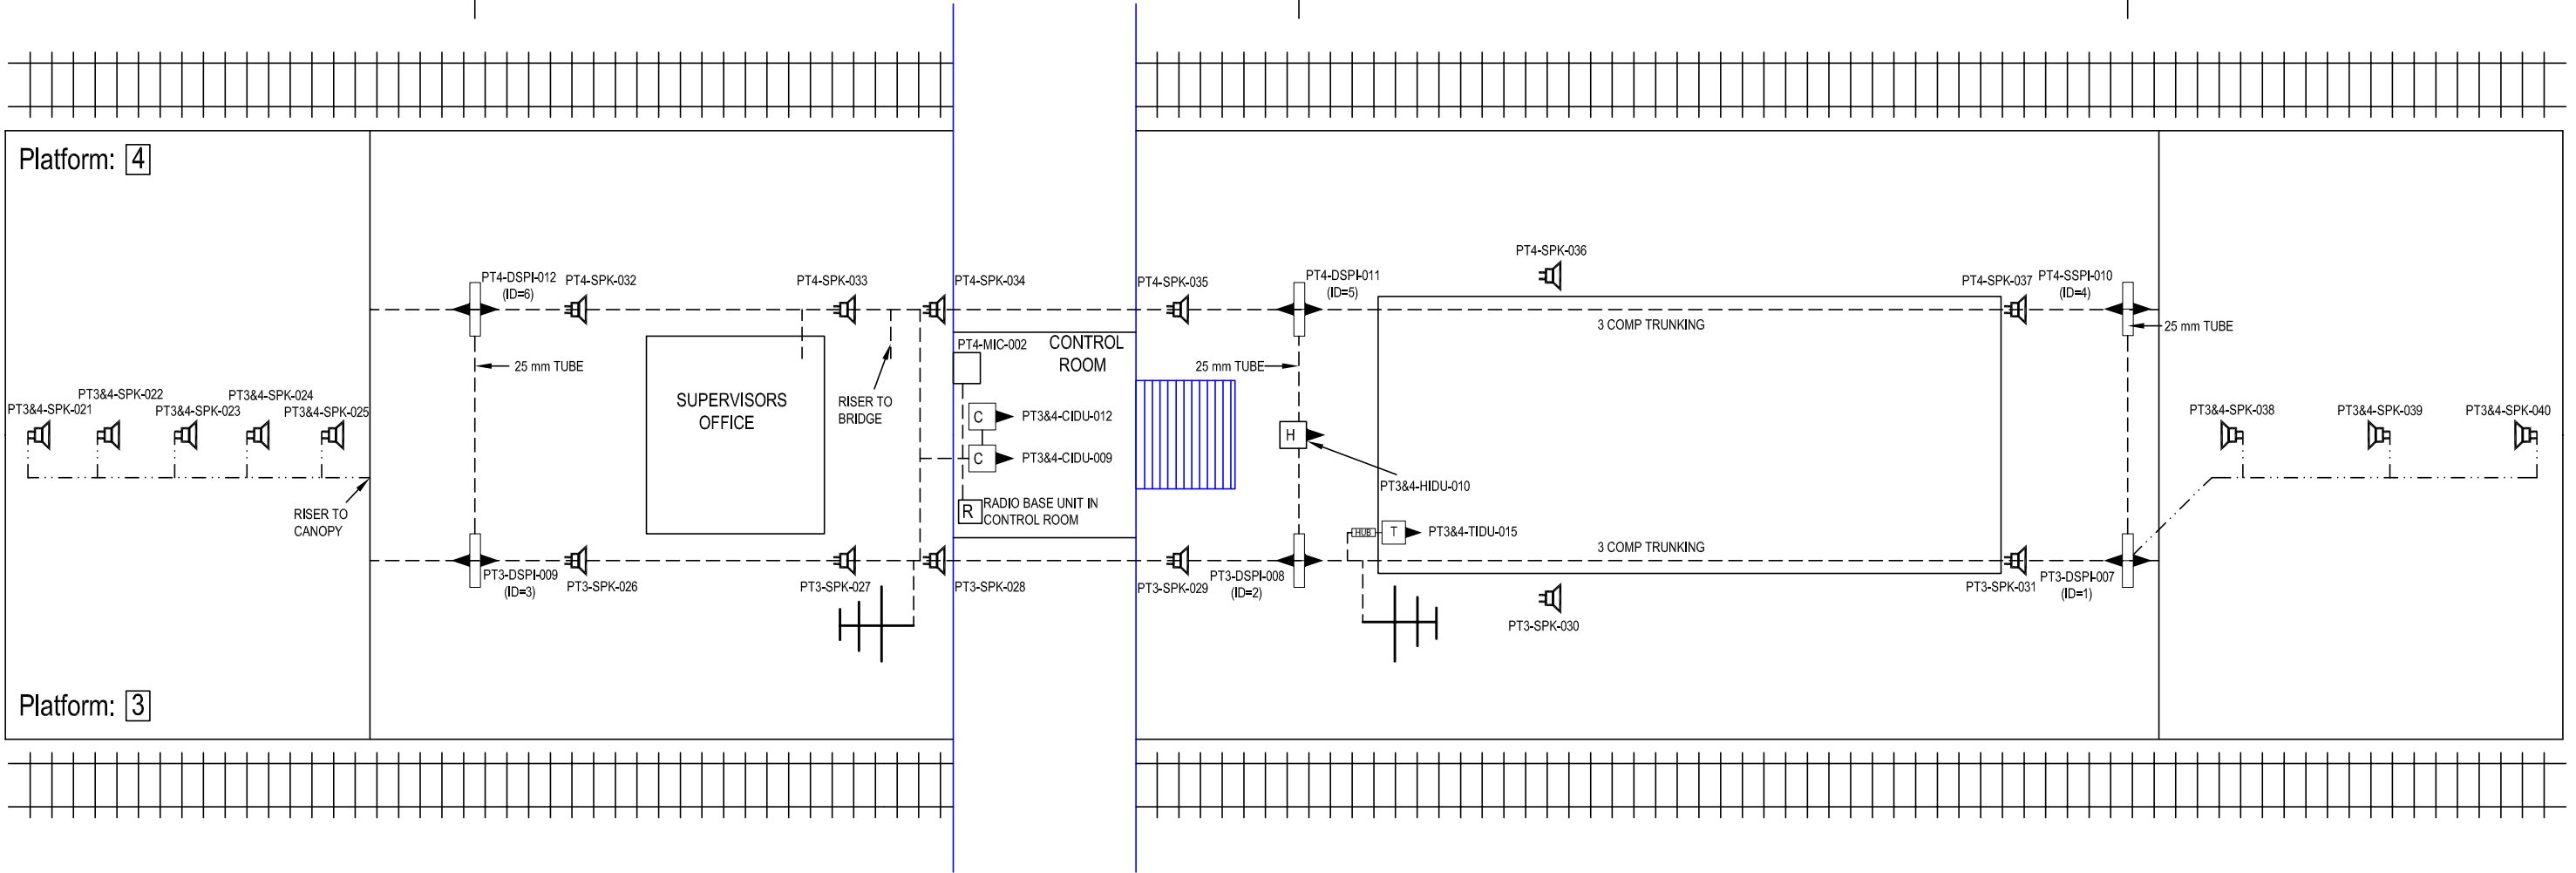 Platform: 4
PT4-SPK-036
PT4-DSPI-012
(ID=6)
PT4-SPK-032
PT4-SPK-033
PT4-SPK-034
PT4-SPK-035
PT4-DSPI-011
(ID=5)
PT4-SPK-037
PT4-SSPI-010
(ID=4)
3 COMP TRUNKING
25 mm TUBE
PT4-MIC-002
CONTROL
ROOM
25 mm TUBE
25 mm TUBE
SUPERVISORS
OFFICE
RISER TO
BRIDGE
PT3&4-SPK-021
PT3&4-SPK-022
PT3&4-SPK-023
PT3&4-SPK-024
PT3&4-SPK-025
C
PT3&4-CIDU-012
C
PT3&4-CIDU-009
H
PT3&4-HIDU-010
PT3&4-SPK-038
PT3&4-SPK-039
PT3&4-SPK-040
RISER TO
CANOPY
R
RADIO BASE UNIT IN
CONTROL ROOM
HUB
T
PT3&4-TIDU-015
3 COMP TRUNKING
PT3-DSPI-009
(ID=3)
PT3-SPK-026
PT3-SPK-027
PT3-SPK-028
PT3-SPK-029
PT3-DSPI-008
(ID=2)
PT3-SPK-031
PT3-DSPI-007
(ID=1)
PT3-SPK-030
Platform: 3